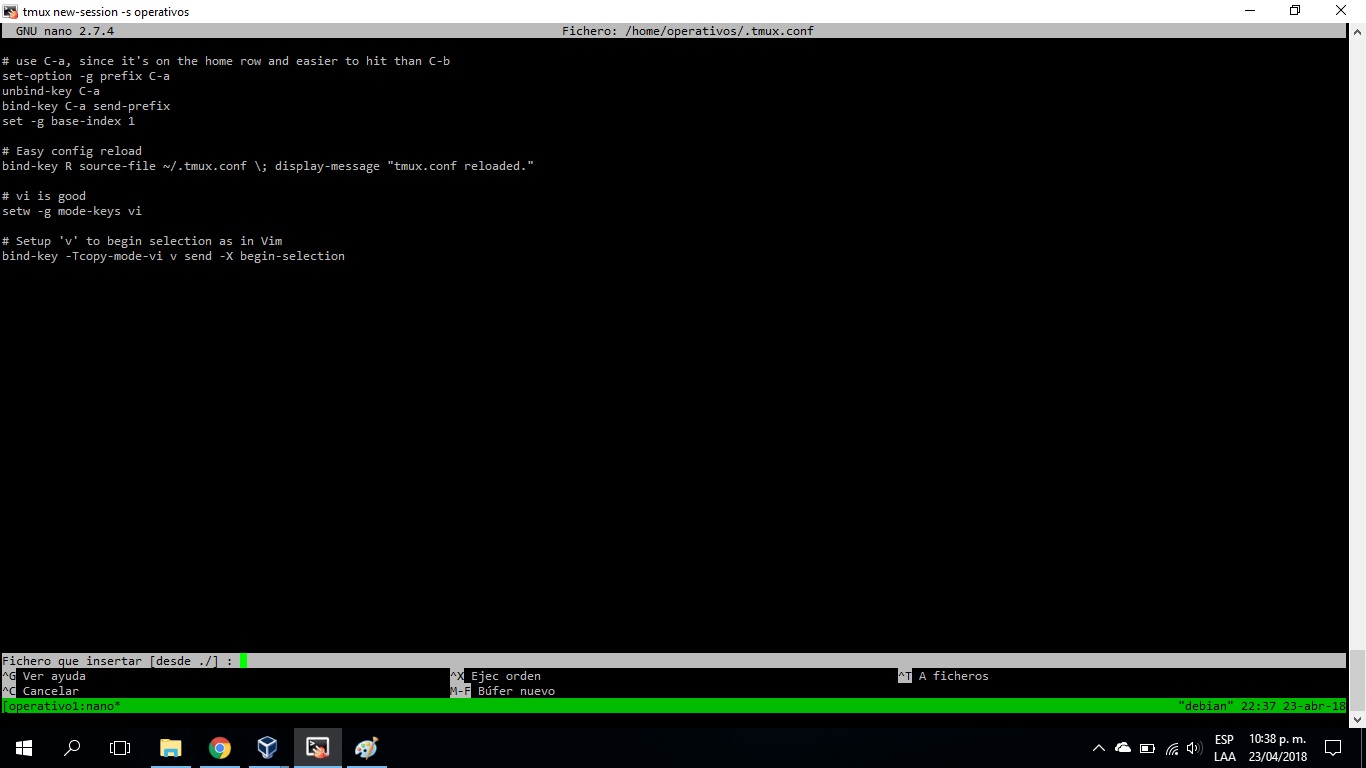 tmux new-session -s operativos
GNU nano 2.7.4 Fichero: /home/operativos/.tmux.conf
# use C-a, since it's on the home row and easier to hit than C-b
set-option -g prefix C-a
unbind-key C-a
bind-key C-a send-prefix
set -g base-index 1
# Easy config reload
bind-key R source-file ~/.tmux.conf \; display-message "tmux.conf reloaded."
# vi is good
setw -g mode-keys vi
# Setup 'v' to begin selection as in Vim
bind-key -Tcopy-mode-vi v send -X begin-selection
Fichero que insertar [desde ./] :
^G Ver ayuda ^X Ejec orden ^T A ficheros
^C Cancelar M-F Búfer nuevo
[operativo1:nano* "debian" 22:37 23-abr-18
ESP 10:38 p. m.
LAA 23/04/2018